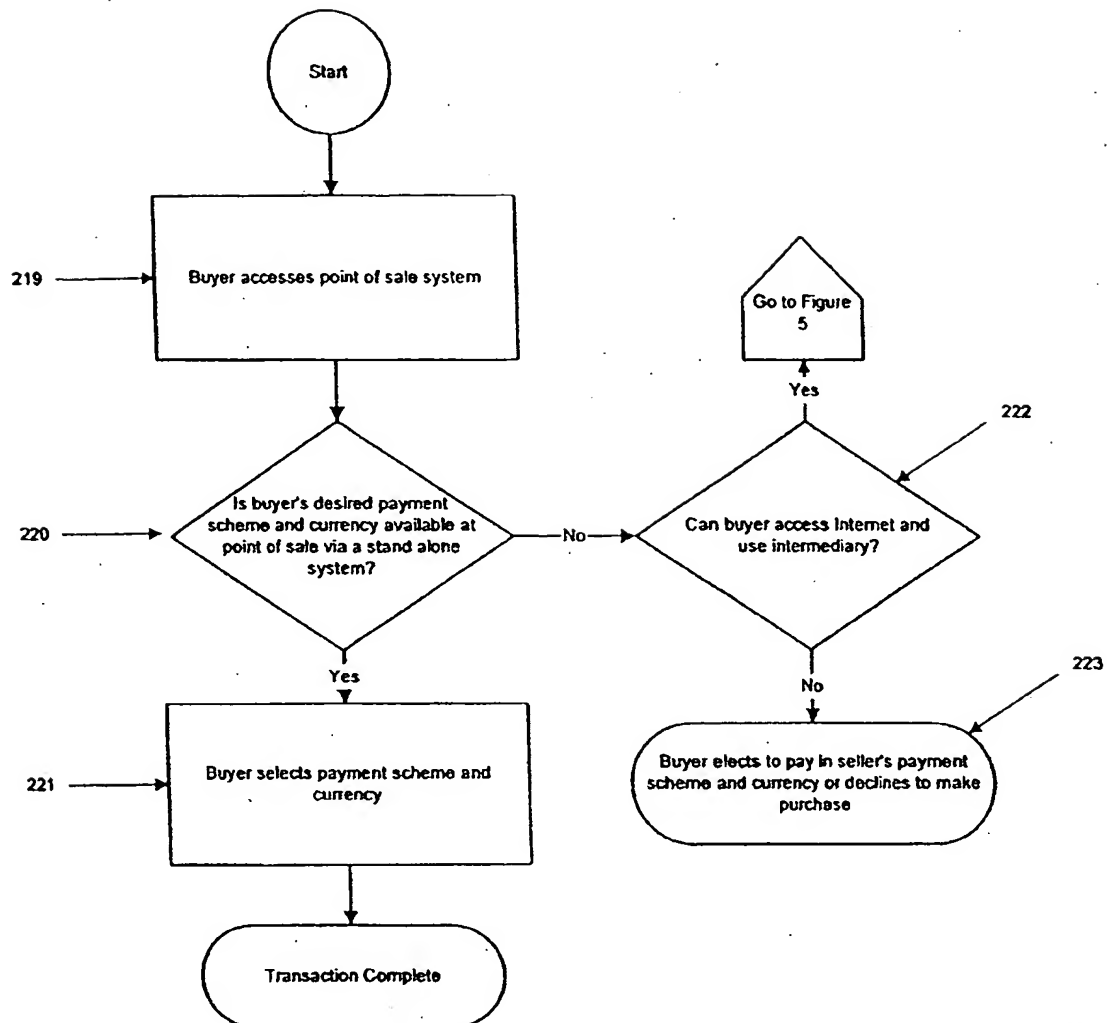 Start
219
Buyer accesses point of sale system
Go to Figure
5
Yes
222
220
Is buyer's desired payment
scheme and currency available at
point of sale via a stand alone
system?
No
Can buyer access Internet and
use intermediary?
Yes
No
223
221
Buyer selects payment scheme and
currency
Buyer elects to pay in seller's payment
scheme and currency or declines to make
purchase
Transaction Complete